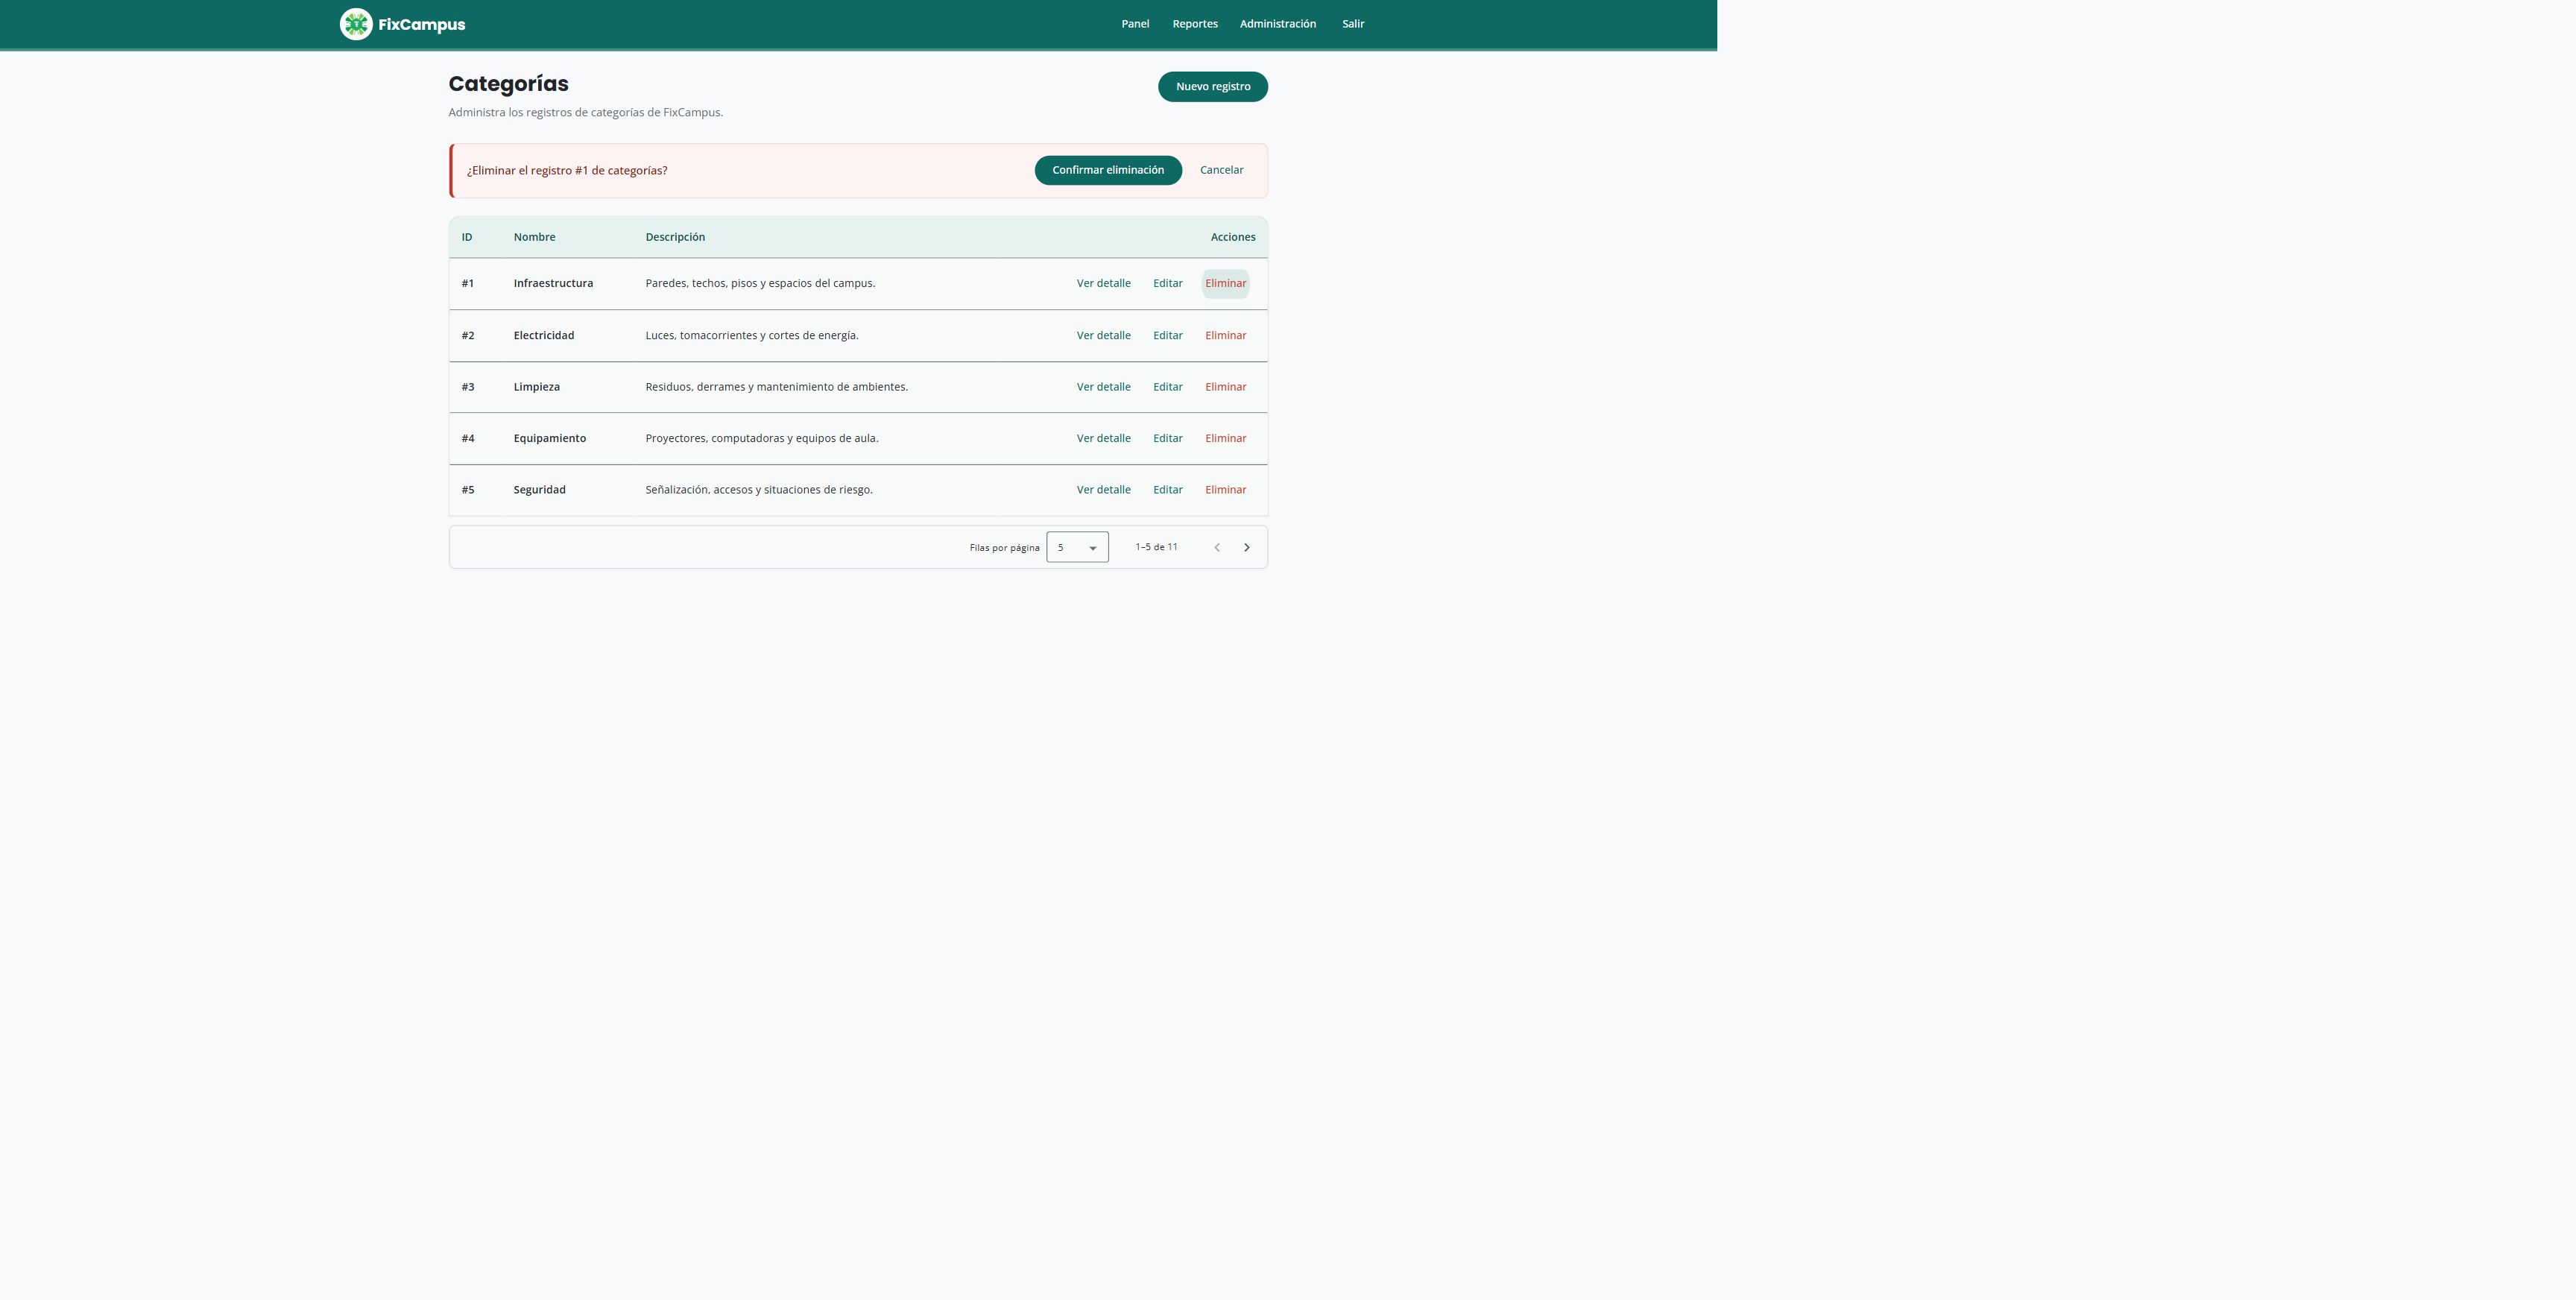 FixCampus Panel Reportes Administración Salir
Categorías
Nuevo registro
Administra los registros de categorías de FixCampus.
¿Eliminar el registro #1 de categorías? Confirmar eliminación Cancelar
ID Nombre Descripción Acciones
#1 Infraestructura Paredes, techos, pisos y espacios del campus. Ver detalle Editar Eliminar
#2 Electricidad Luces, tomacorrientes y cortes de energía. Ver detalle Editar Eliminar
#3 Limpieza Residuos, derrames y mantenimiento de ambientes. Ver detalle Editar Eliminar
#4 Equipamiento Proyectores, computadoras y equipos de aula. Ver detalle Editar Eliminar
#5 Seguridad Señalización, accesos y situaciones de riesgo. Ver detalle Editar Eliminar
Filas por página 5 1–5 de 11